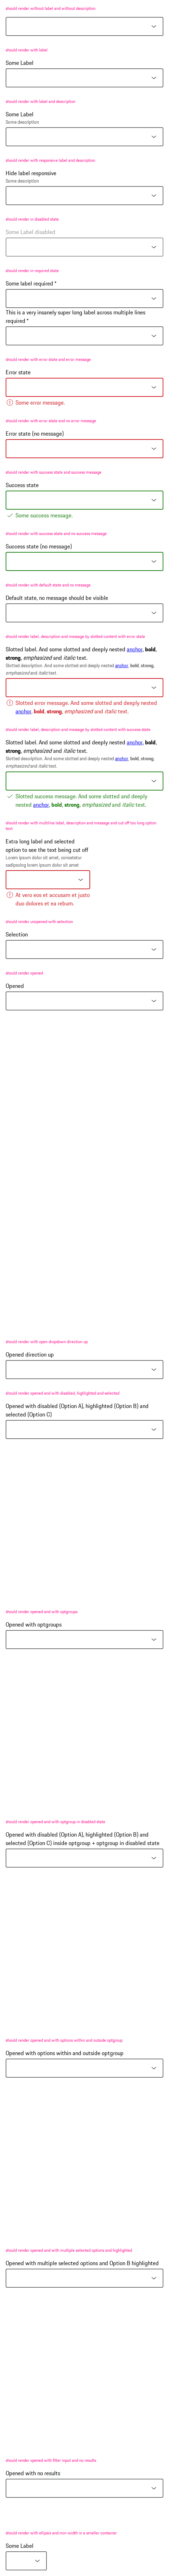 should render without label and without description
should render with label
Some Label
should render with label and description
Some Label
Some description
should render with responsive label and description
Hide label responsive
Some description
should render in disabled state
Some Label disabled
should render in required state
Some label required *
This is a very insanely super long label across multiple lines
required *
should render with error state and error message
Error state
Some error message.
should render with error state and no error message
Error state (no message)
should render with success state and success message
Success state
Some success message.
should render with success state and no success message
Success state (no message)
should render with default state and no message
Default state, no message should be visible
should render label, description and message by slotted content with error state
Slotted label. And some slotted and deeply nested anchor, bold,
strong, emphasized and italic text.
Slotted description. And some slotted and deeply nested anchor, bold, strong,
emphasized and italic text.
Slotted error message. And some slotted and deeply
nested anchor, bold, strong, emphasized and italic text.
should render label, description and message by slotted content with success state
Slotted label. And some slotted and deeply nested anchor, bold,
strong, emphasized and italic text.
Slotted description. And some slotted and deeply nested anchor, bold, strong,
emphasized and italic text.
Slotted success message. And some slotted and deeply
nested anchor, bold, strong, emphasized and italic text.
should render with multiline label, description and message and cut off too long option
text
Extra long label and selected
option to see the text being cut off
Lorem ipsum dolor sit amet, consetetur
sadipscing lorem ipsum dolor sit amet
At vero eos et accusam et justo
duo dolores et ea rebum.
should render unopened with selection
Selection
should render opened
Opened
should render with open dropdown direction up
Opened direction up
should render opened and with disabled, highlighted and selected
Opened with disabled (Option A), highlighted (Option B) and
selected (Option C)
should render opened and with optgroups
Opened with optgroups
should render opened and with optgroup in disabled state
Opened with disabled (Option A), highlighted (Option B) and
selected (Option C) inside optgroup + optgroup in disabled state
should render opened and with options within and outside optgroup
Opened with options within and outside optgroup
should render opened and with multiple selected options and highlighted
Opened with multiple selected options and Option B highlighted
should render opened with filter input and no results
Opened with no results
should render with ellipsis and min-width in a smaller container
Some Label